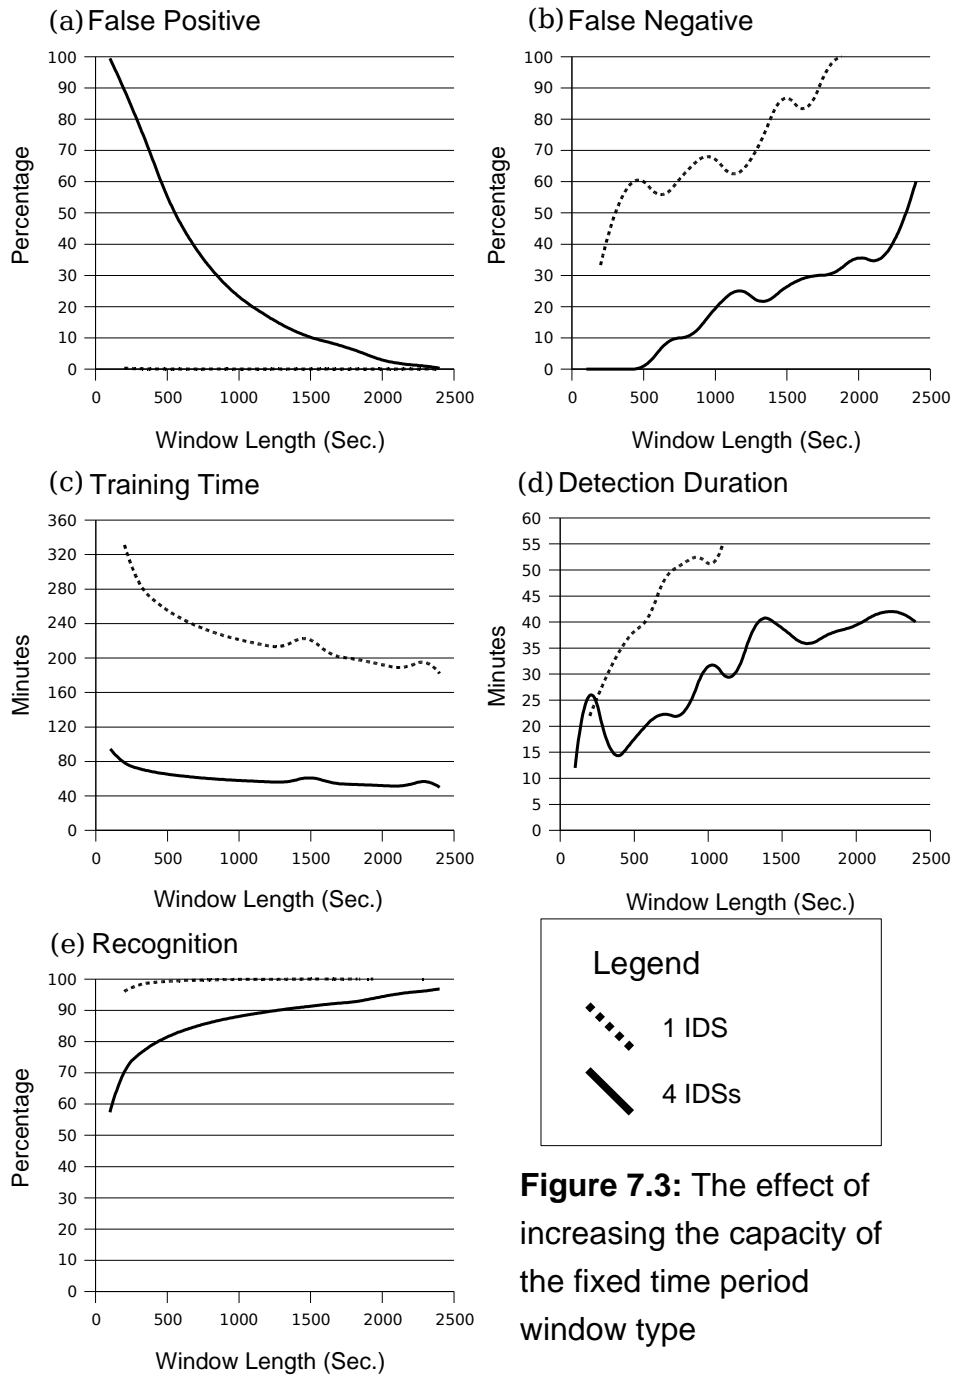 (a) False Positive
Percentage
100
90
80
70
60
50
40
30
20
10
0
0 500 1000 1500 2000 2500
Window Length (Sec.)
(b) False Negative
Percentage
100
90
80
70
60
50
40
30
20
10
0
0 500 1000 1500 2000 2500
Window Length (Sec.)
(c) Training Time
Minutes
360
320
280
240
200
160
120
80
40
0
0 500 1000 1500 2000 2500
Window Length (Sec.)
(d) Detection Duration
Minutes
60
55
50
45
40
35
30
25
20
15
10
5
0
0 500 1000 1500 2000 2500
Window Length (Sec.)
(e) Recognition
Percentage
100
90
80
70
60
50
40
30
20
10
0
0 500 1000 1500 2000 2500
Window Length (Sec.)
Legend
1 IDS
4 IDSs
Figure 7.3: The effect of
increasing the capacity of
the fixed time period
window type